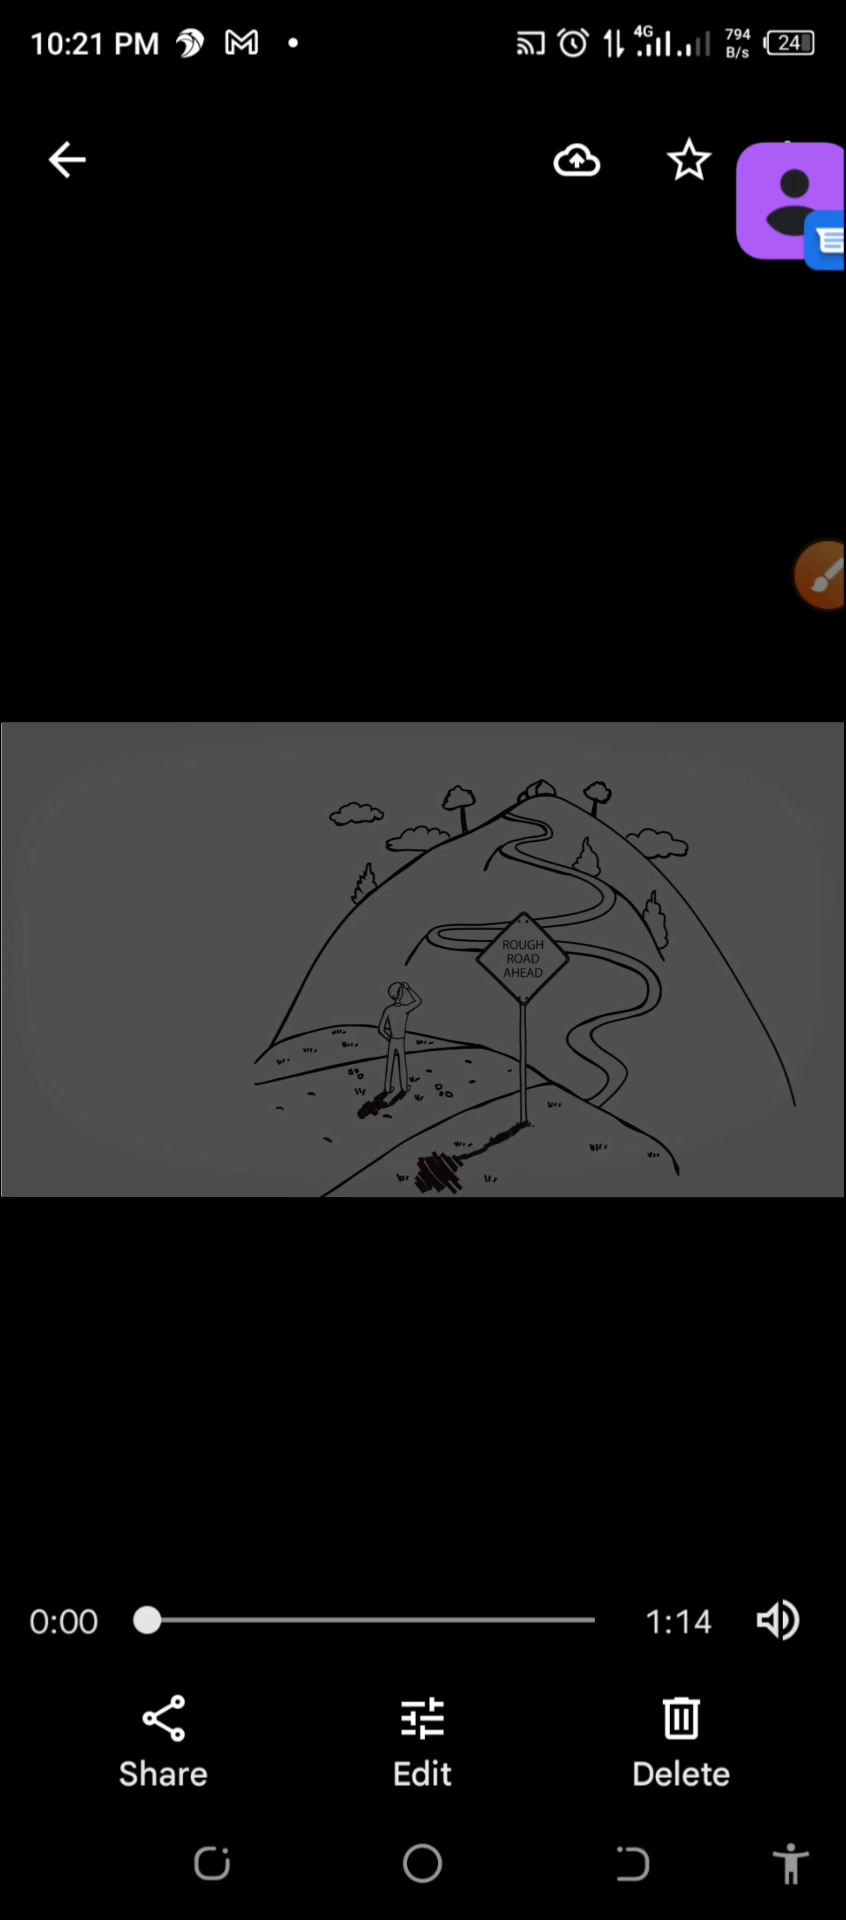 10:21 PM
4G
794
B/s
24
ROUGH
ROAD
AHEAD
0:00
1:14
Share
Edit
Delete